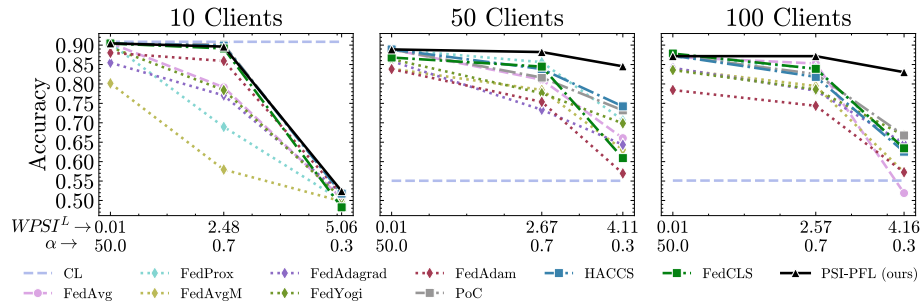 10 Clients 50 Clients 100 Clients
Accuracy
0.90
0.85
0.80
0.75
0.70
0.65
0.60
0.55
0.50
WPSI^L → 0.01 2.48 5.06 0.01 2.67 4.11 0.01 2.57 4.16
α → 50.0 0.7 0.3 50.0 0.7 0.3 50.0 0.7 0.3
CL FedProx FedAdagrad FedAdam HACCS FedCLS PSI-PFL (ours)
FedAvg FedAvgM FedYogi PoC